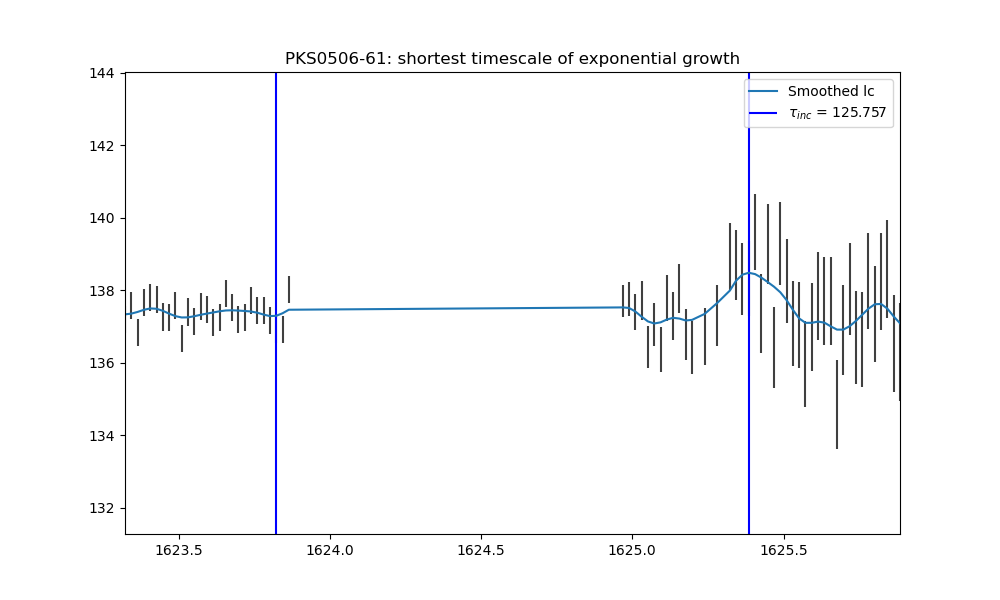 PKS0506-61: shortest timescale of exponential growth
144
142
140
138
136
134
132
Smoothed lc
τinc = 125.757
1623.5 1624.0 1624.5 1625.0 1625.5